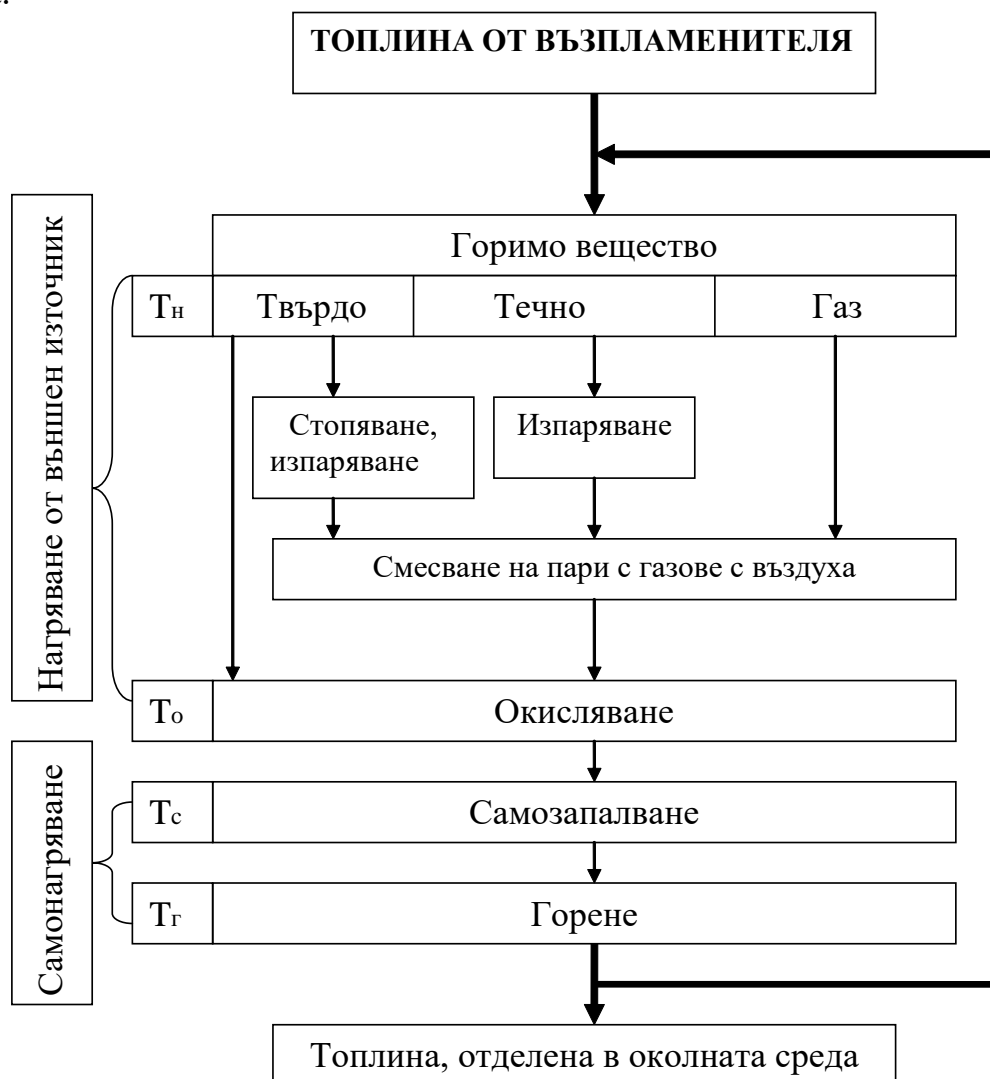 ТОПЛИНА ОТ ВЪЗПЛАМЕНИТЕЛЯ
Нагряване от външен източник
Горимо вещество
Tн Твърдо Течно Газ
Стопяване,
изпаряване
Изпаряване
Смесване на пари с газове с въздуха
Tо Окисляване
Самонагряване
Tс Самозапалване
Tг Горене
Топлина, отделена в околната среда